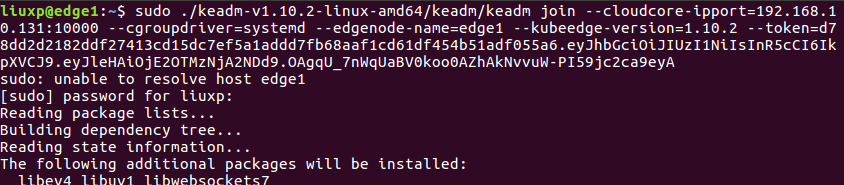 liuxp@edge1:~$ sudo ./keadm-v1.10.2-linux-amd64/keadm/keadm join --cloudcore-ipport=192.168.1
0.131:10000 --cgroupdriver=systemd --edgenode-name=edge1 --kubeedge-version=1.10.2 --token=d7
78dd2d2182ddf27413cd15dc7ef5a1addd7fb68aaf1cd61df454b51adf055a6.eyJhbGciOiJIUzI1NiIsInR5cCI6Ik
pXVCJ9.eyJleHAiOjE2OTMzNjA2NDd9.OAgqU_7nWqUaBV0koo0AZhAkNvvuW-PI59jc2ca9eyA
sudo: unable to resolve host edge1
[sudo] password for liuxp:
Reading package lists...
Building dependency tree...
Reading state information...
The following additional packages will be installed:
libev4 libuv1 libwebsockets7